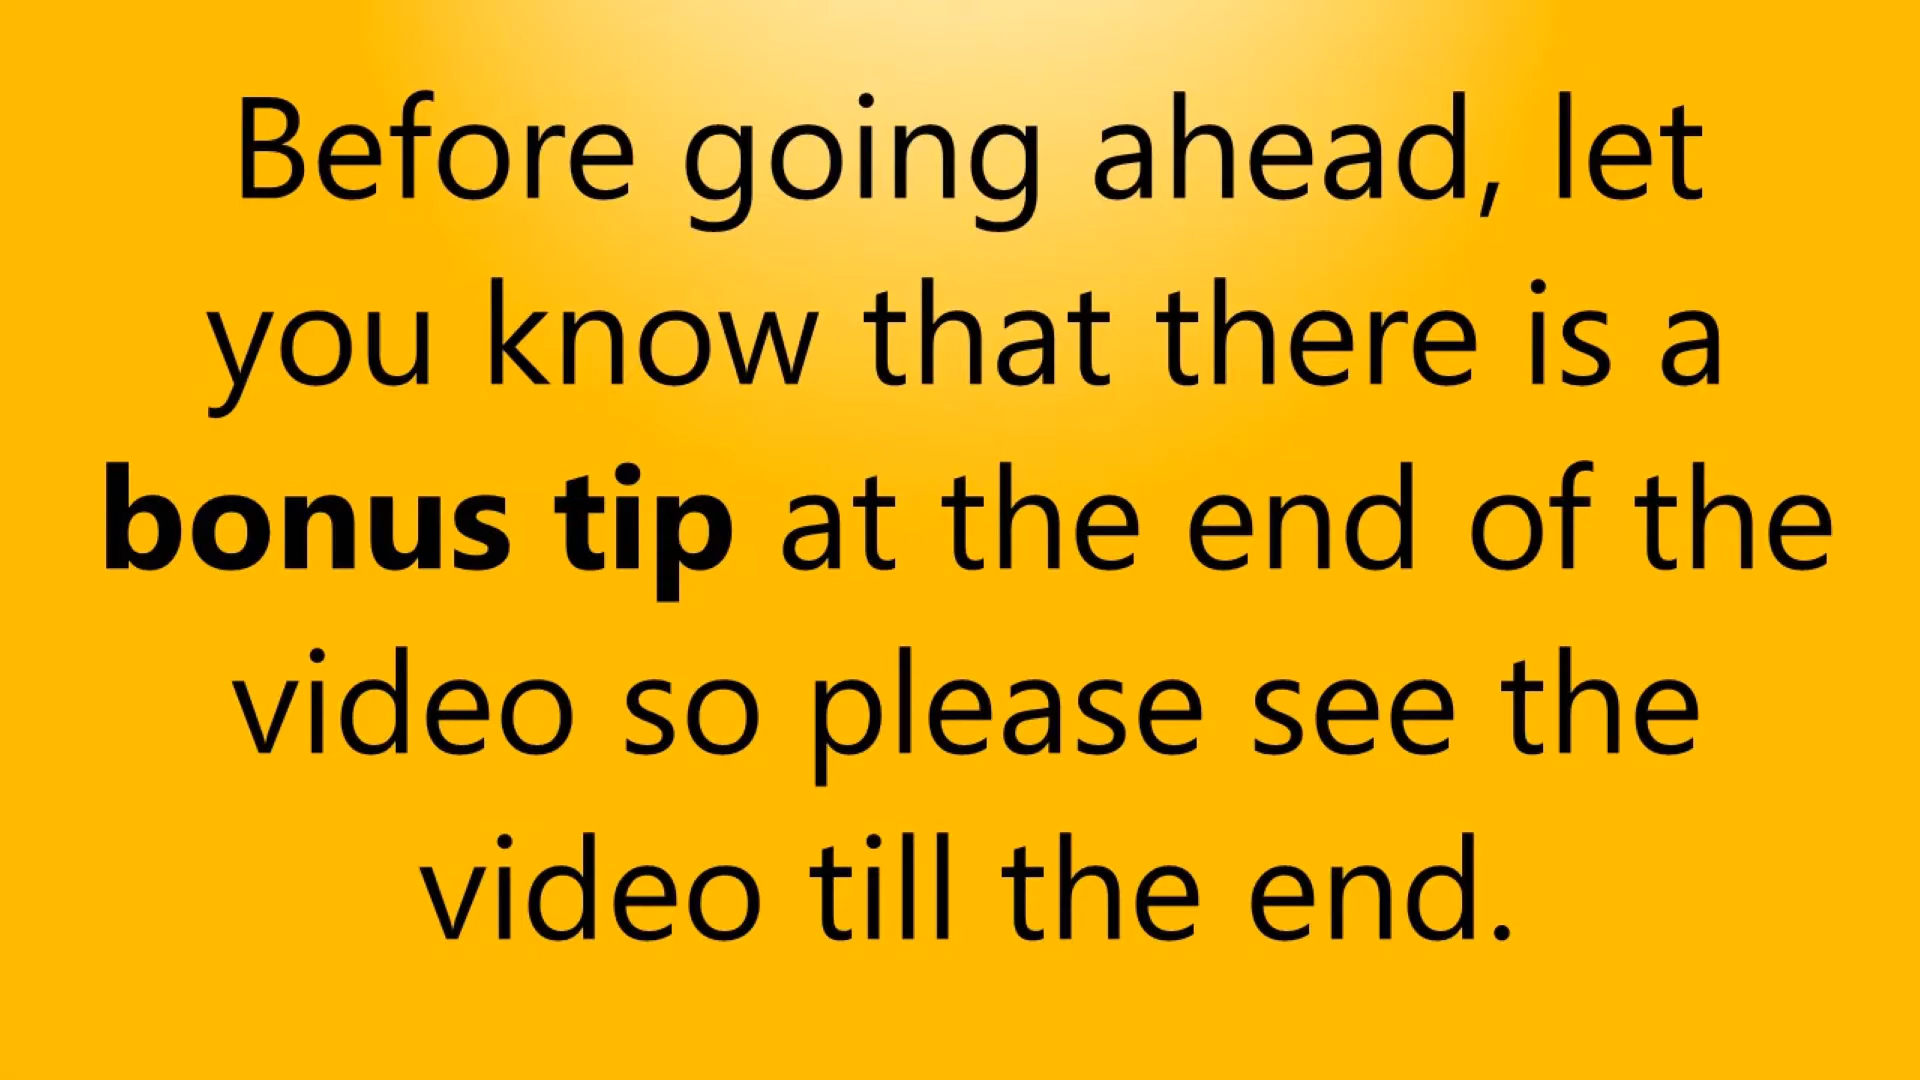 Before going ahead, let
you know that there is a
bonus tip at the end of the
video so please see the
video till the end.